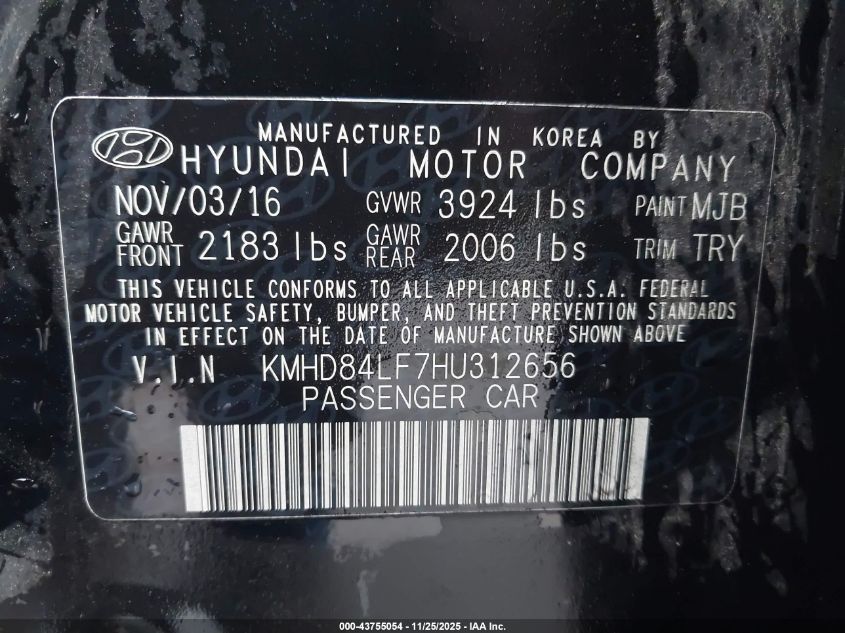 MANUFACTURED IN KOREA BY
HYUNDAI MOTOR COMPANY
NOV/03/16 GVWR 3924 lbs PAINT MJB
GAWR FRONT 2183 lbs GAWR REAR 2006 lbs TRIM TRY
THIS VEHICLE CONFORMS TO ALL APPLICABLE U.S.A. FEDERAL
MOTOR VEHICLE SAFETY, BUMPER, AND THEFT PREVENTION STANDARDS
IN EFFECT ON THE DATE OF MANUFACTURE SHOWN ABOVE
V.I.N KMHD84LF7HU312656
PASSENGER CAR
000-43755054 - 11/25/2025 - IAA Inc.